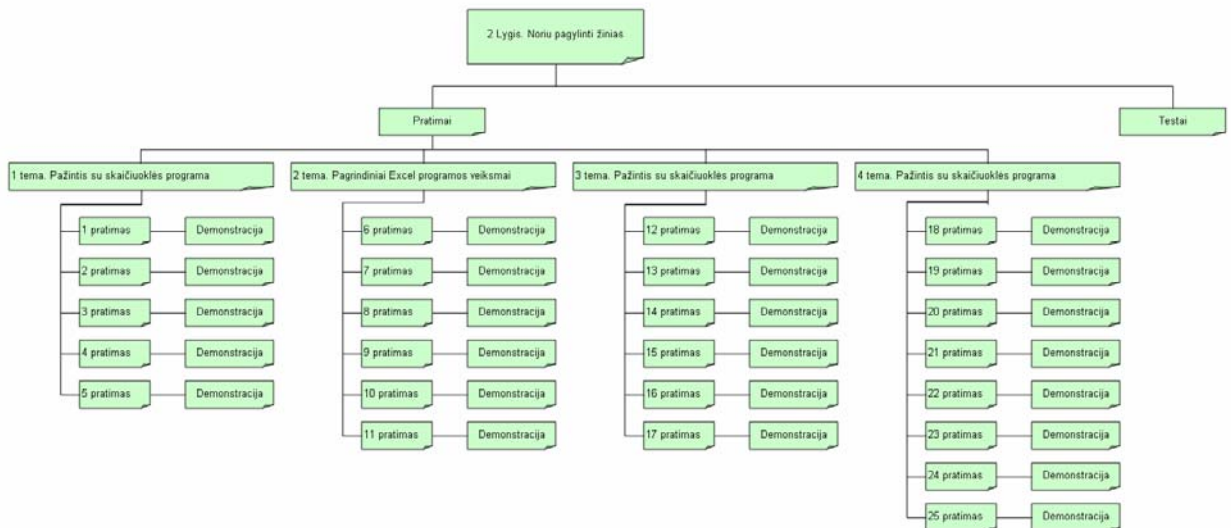 2 Lygis. Noriu pagylinti žinias.
Pratimai
Testai
1 tema. Pažintis su skaičiuoklės programa
1 pratimas
Demonstracija
2 pratimas
Demonstracija
3 pratimas
Demonstracija
4 pratimas
Demonstracija
5 pratimas
Demonstracija
2 tema. Pagrindiniai Excel programos veiksmai
6 pratimas
Demonstracija
7 pratimas
Demonstracija
8 pratimas
Demonstracija
9 pratimas
Demonstracija
10 pratimas
Demonstracija
11 pratimas
Demonstracija
3 tema. Pažintis su skaičiuoklės programa
12 pratimas
Demonstracija
13 pratimas
Demonstracija
14 pratimas
Demonstracija
15 pratimas
Demonstracija
16 pratimas
Demonstracija
17 pratimas
Demonstracija
4 tema. Pažintis su skaičiuoklės programa
18 pratimas
Demonstracija
19 pratimas
Demonstracija
20 pratimas
Demonstracija
21 pratimas
Demonstracija
22 pratimas
Demonstracija
23 pratimas
Demonstracija
24 pratimas
Demonstracija
25 pratimas
Demonstracija